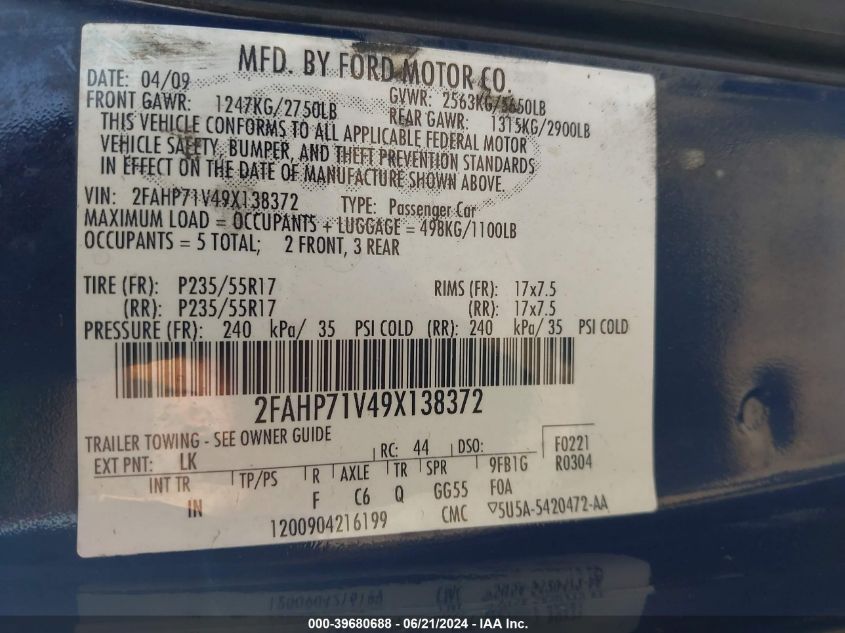 MFD. BY FORD MOTOR CO.
DATE: 04/09 GVWR: 2563KG/5650LB
FRONT GAWR: 1247KG/2750LB REAR GAWR: 1315KG/2900LB
THIS VEHICLE CONFORMS TO ALL APPLICABLE FEDERAL MOTOR
VEHICLE SAFETY, BUMPER, AND THEFT PREVENTION STANDARDS
IN EFFECT ON THE DATE OF MANUFACTURE SHOWN ABOVE.
VIN: 2FAHP71V49X138372 TYPE: Passenger Car
MAXIMUM LOAD = OCCUPANTS + LUGGAGE = 498KG/1100LB
OCCUPANTS = 5 TOTAL; 2 FRONT, 3 REAR
TIRE (FR): P235/55R17 RIMS (FR): 17x7.5
(RR): P235/55R17 (RR): 17x7.5
PRESSURE (FR): 240 kPa/ 35 PSI COLD (RR): 240 kPa/ 35 PSI COLD
2FAHP71V49X138372
TRAILER TOWING - SEE OWNER GUIDE
EXT PNT: LK RC: 44 DSO: F0221
INT TR TP/PS R AXLE TR SPR 9FB1G R0304
IN F C6 Q GG55 F0A
1200904216199 CMC ▽5U5A-5420472-AA
000-39680688 - 06/21/2024 - IAA Inc.